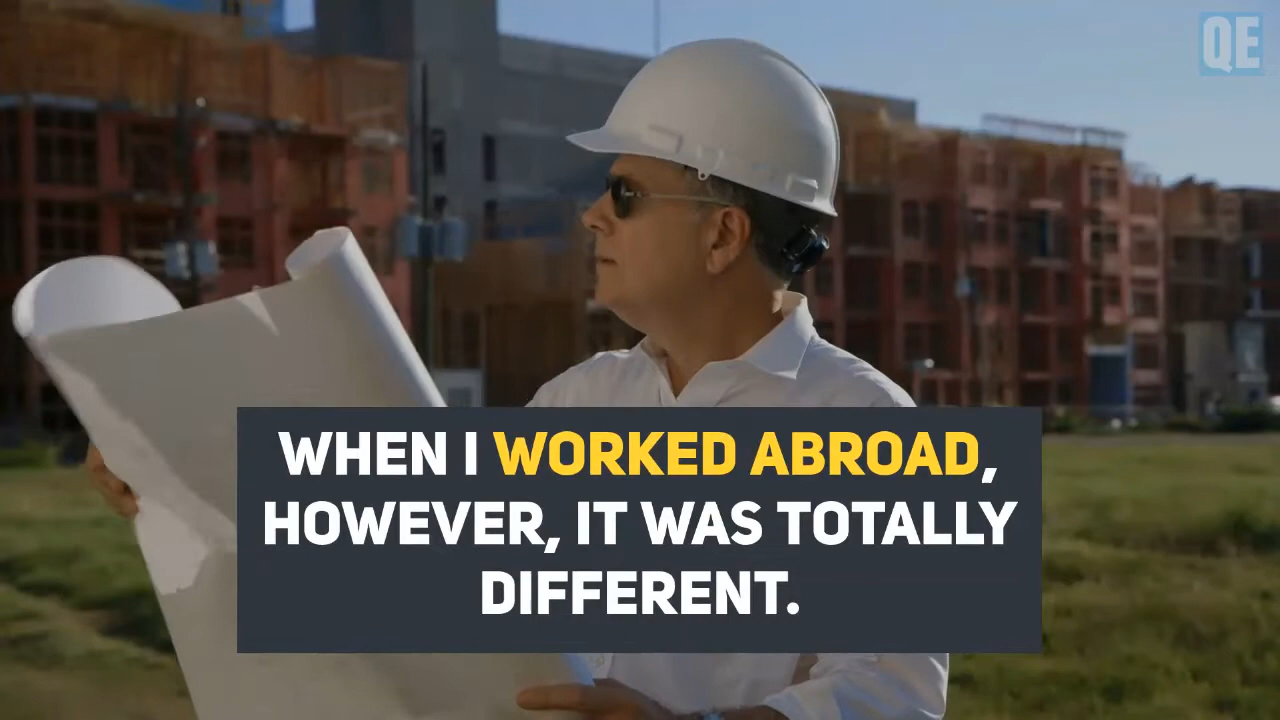 QE
WHEN I WORKED ABROAD,
HOWEVER, IT WAS TOTALLY
DIFFERENT.